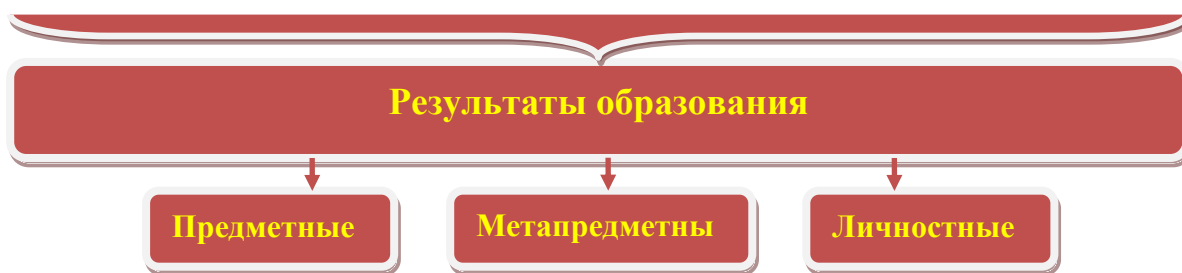 Результаты образования
Предметные
Метапредметны
Личностные